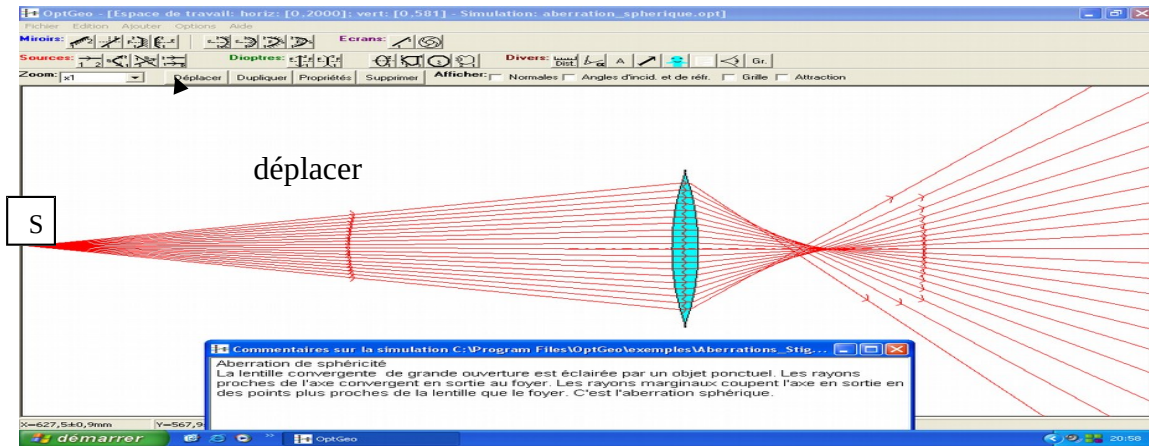 OptGeo - [Espace de travail: horiz: [0,2000]; vert: [0,581] - Simulation: aberration_spherique.opt]
Fichier Edition Ajouter Options Aide
Miroirs: Ecrans:
Sources: Dioptres: Divers: Dist. A Gr.
Zoom: x1 Déplacer Dupliquer Propriétés Supprimer Afficher: Normales Angles d'incid. et de réfr. Grille Attraction
déplacer
S
Commentaires sur la simulation C:\Program Files\OptGeo\exemples\Aberrations_Stig...
Aberration de sphéricité
La lentille convergente de grande ouverture est éclairée par un objet ponctuel. Les rayons
proches de l'axe convergent en sortie au foyer. Les rayons marginaux coupent l'axe en sortie en
des points plus proches de la lentille que le foyer. C'est l'aberration sphérique.
X=627,5±0,9mm Y=567,9
démarrer OptGeo 20:58